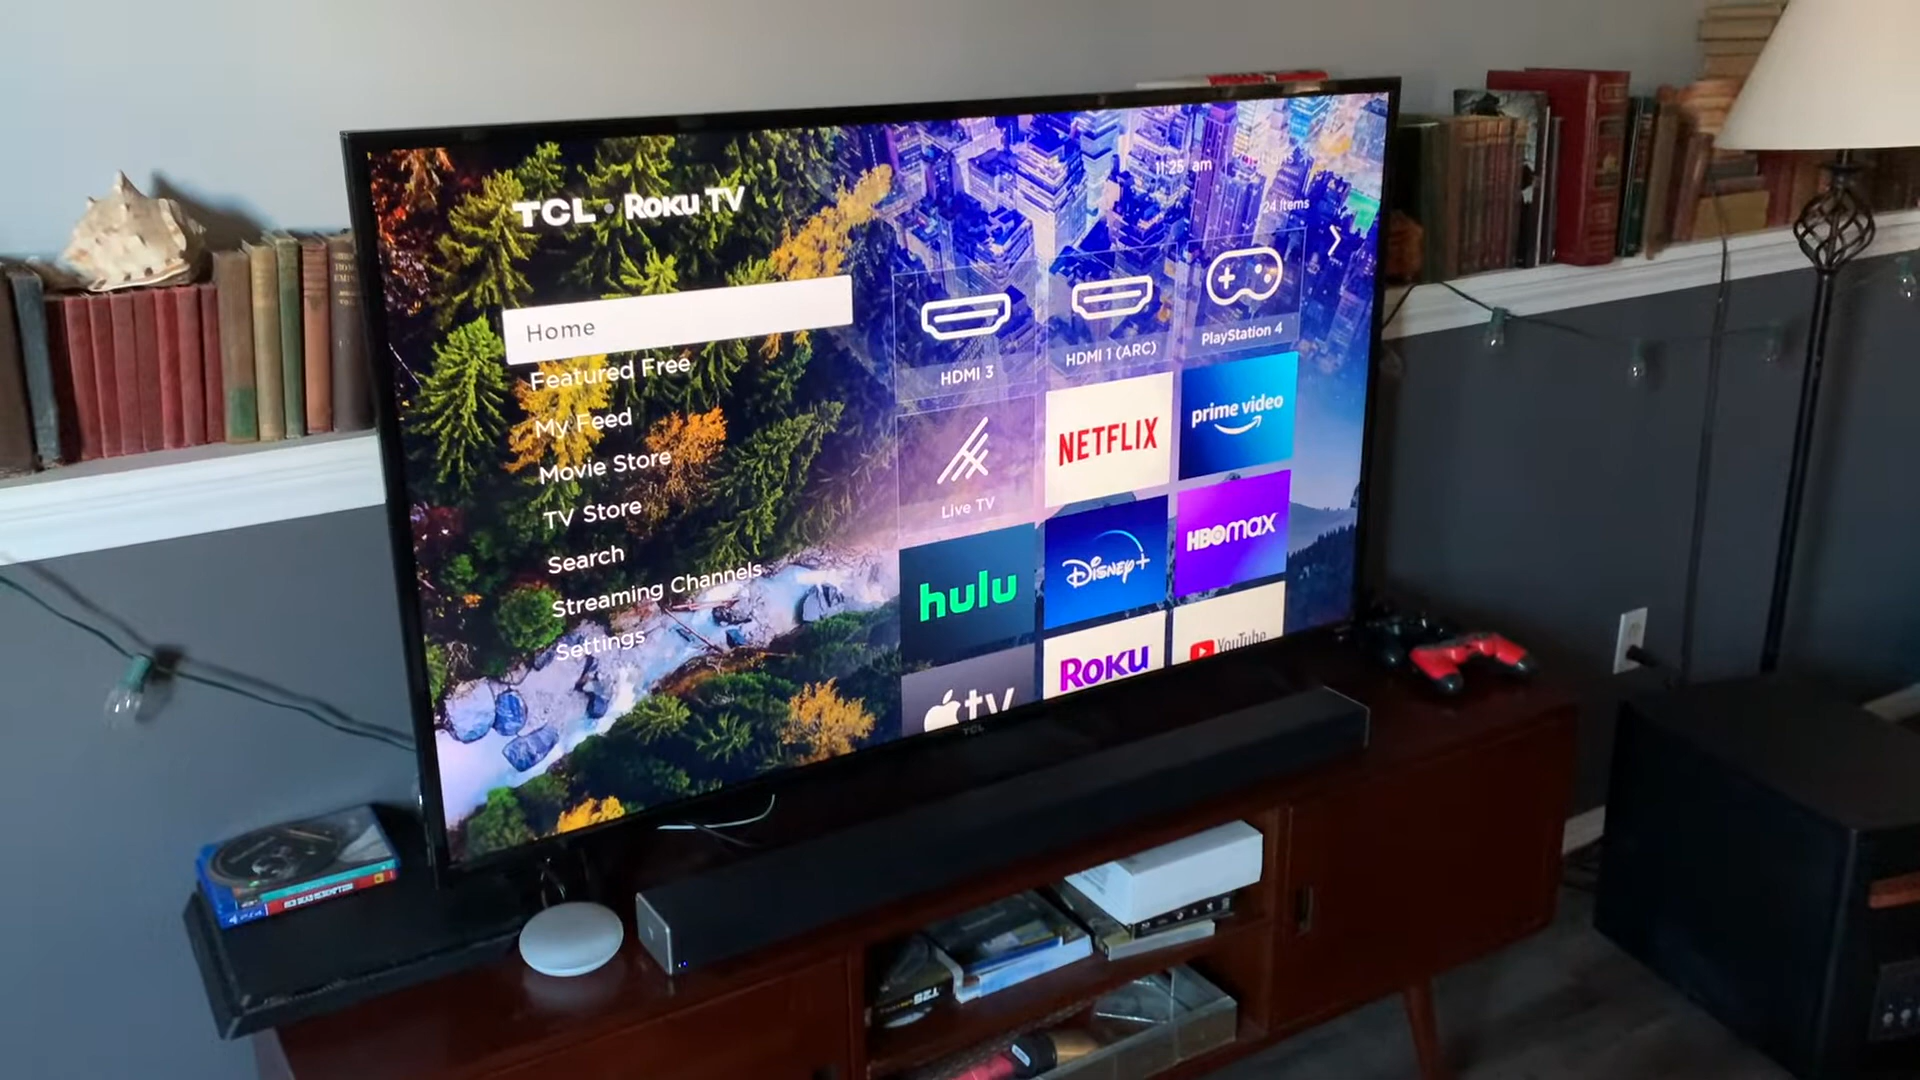 TCL • Roku TV
11:25 am
24 Items
Home
Featured Free
My Feed
Movie Store
TV Store
Search
Streaming Channels
Settings
HDMI 3
HDMI 1 (ARC)
PlayStation 4
Live TV
NETFLIX
prime video
hulu
Disney+
HBOmax
tv
Roku
YouTube
TCL